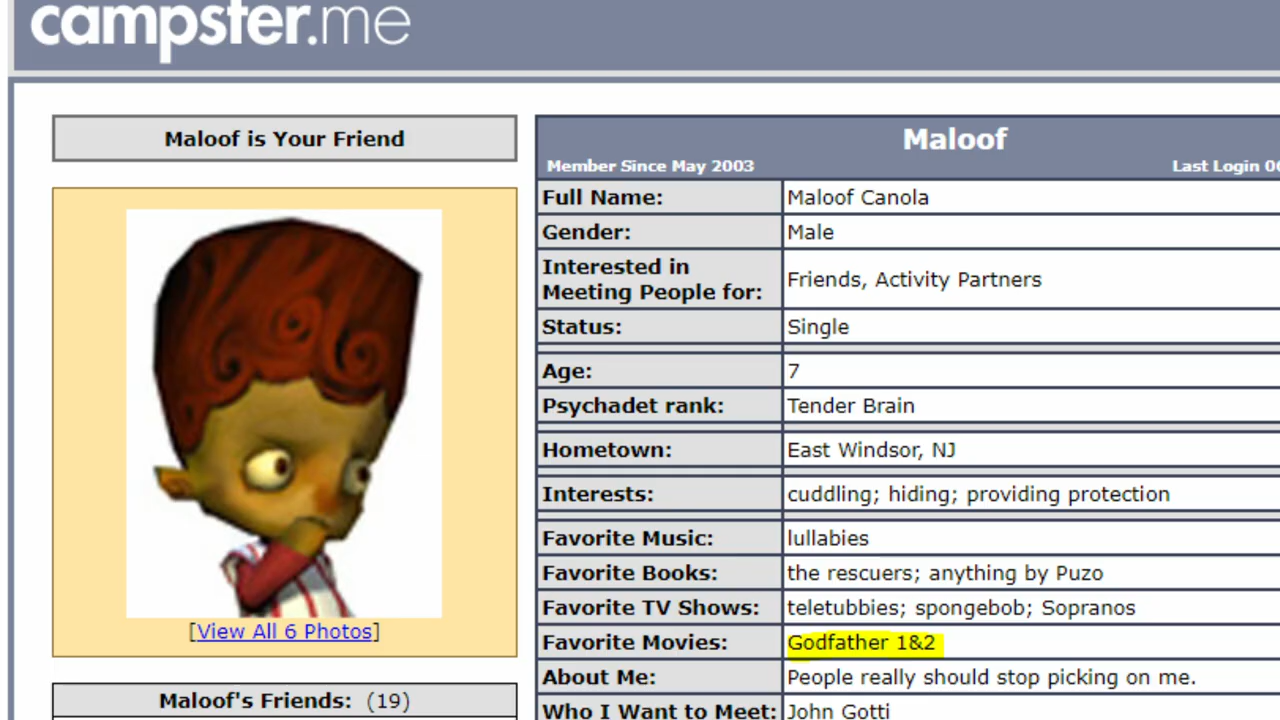 campster.me
Maloof is Your Friend
Maloof
Member Since May 2003
Last Login
Full Name: Maloof Canola
Gender: Male
Interested in
Meeting People for: Friends, Activity Partners
Status: Single
Age: 7
Psychadet rank: Tender Brain
Hometown: East Windsor, NJ
Interests: cuddling; hiding; providing protection
Favorite Music: lullabies
Favorite Books: the rescuers; anything by Puzo
Favorite TV Shows: teletubbies; spongebob; Sopranos
Favorite Movies: Godfather 1&2
About Me: People really should stop picking on me.
Who I Want to Meet: John Gotti
[View All 6 Photos]
Maloof's Friends: (19)